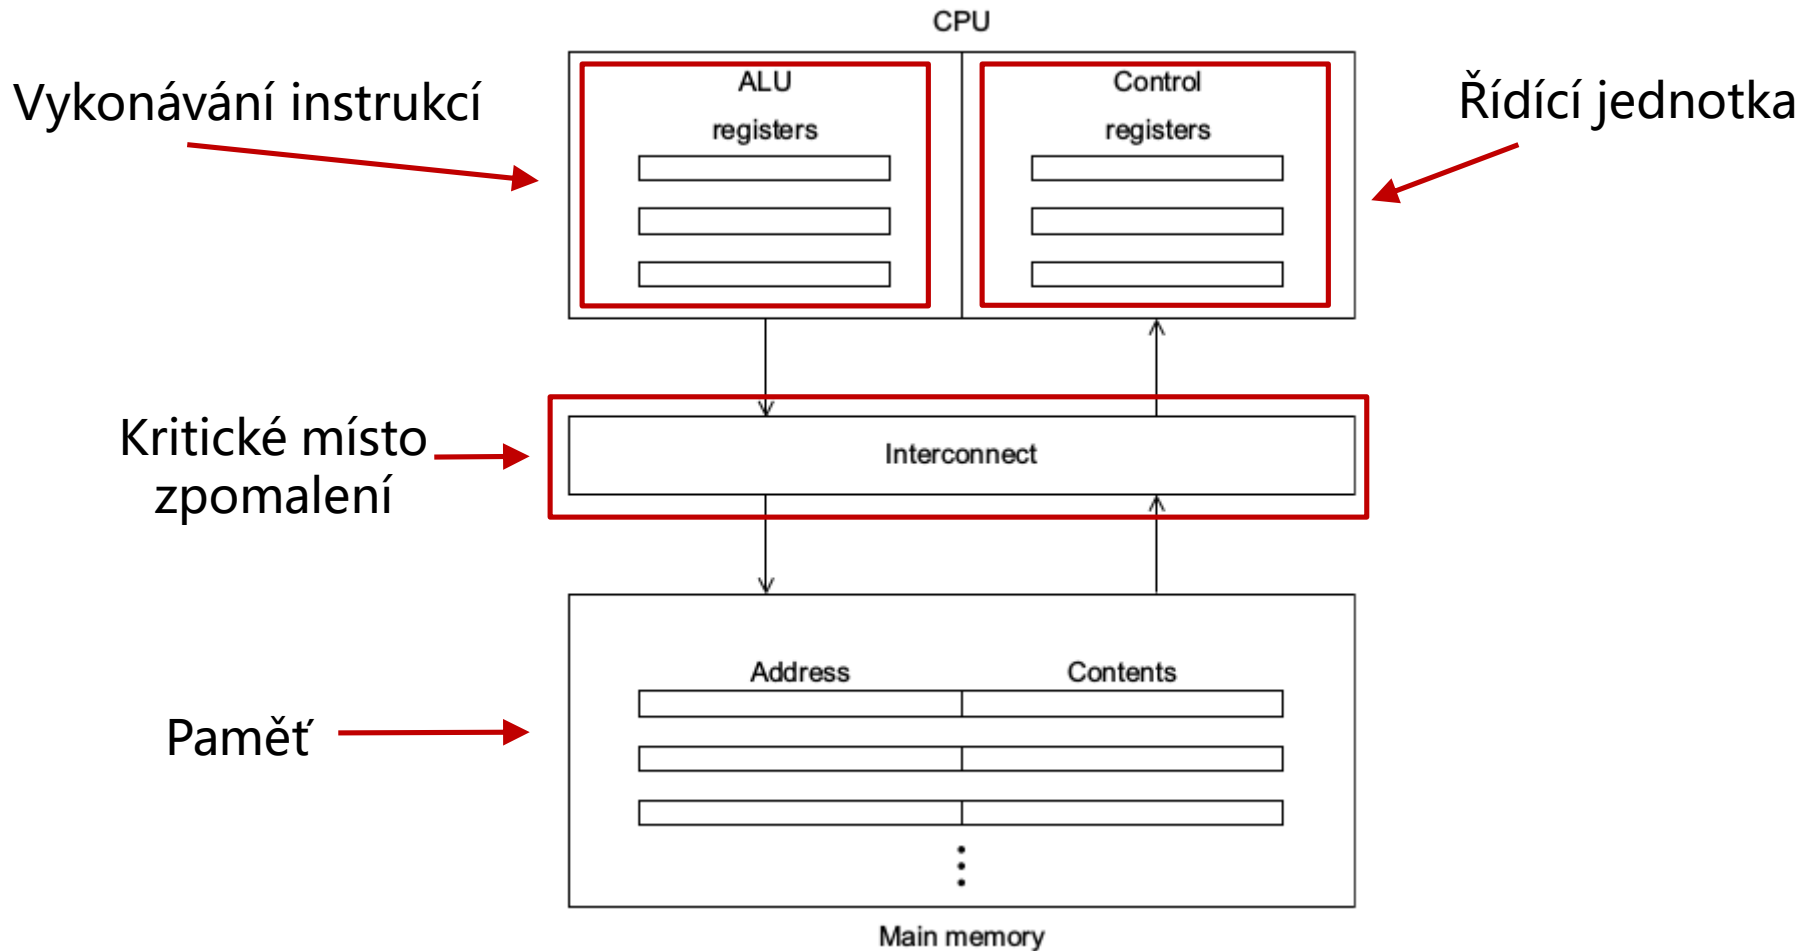 CPU
Vykonávání instrukcí
ALU
registers
Control
registers
Řídící jednotka
Kritické místo
zpomalení
Interconnect
Paměť
Address
Contents
Main memory